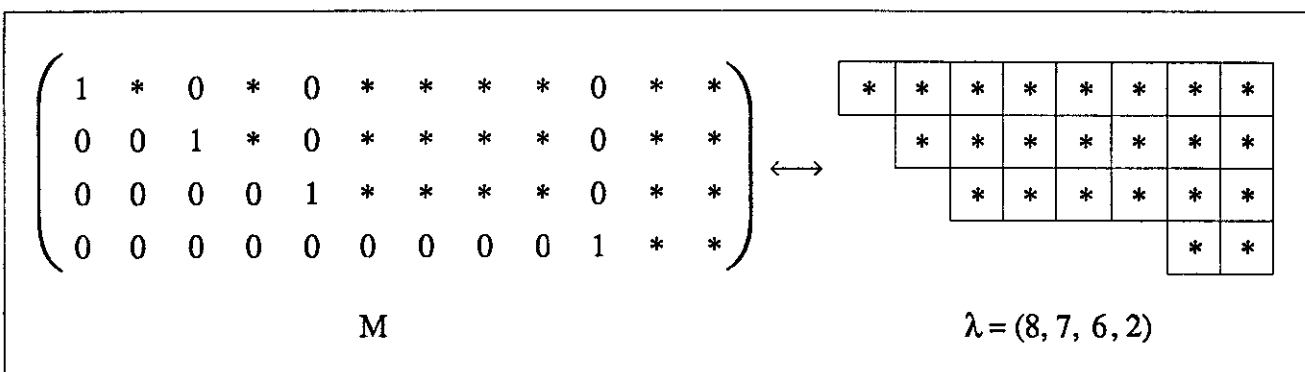 1 * 0 * 0 * * * * 0 * * * * * * * * * *
0 0 1 * 0 * * * * 0 * * ⟷ * * * * * * *
0 0 0 0 1 * * * * 0 * * * * * * * *
0 0 0 0 0 0 0 0 0 1 * * * *
M λ = (8, 7, 6, 2)